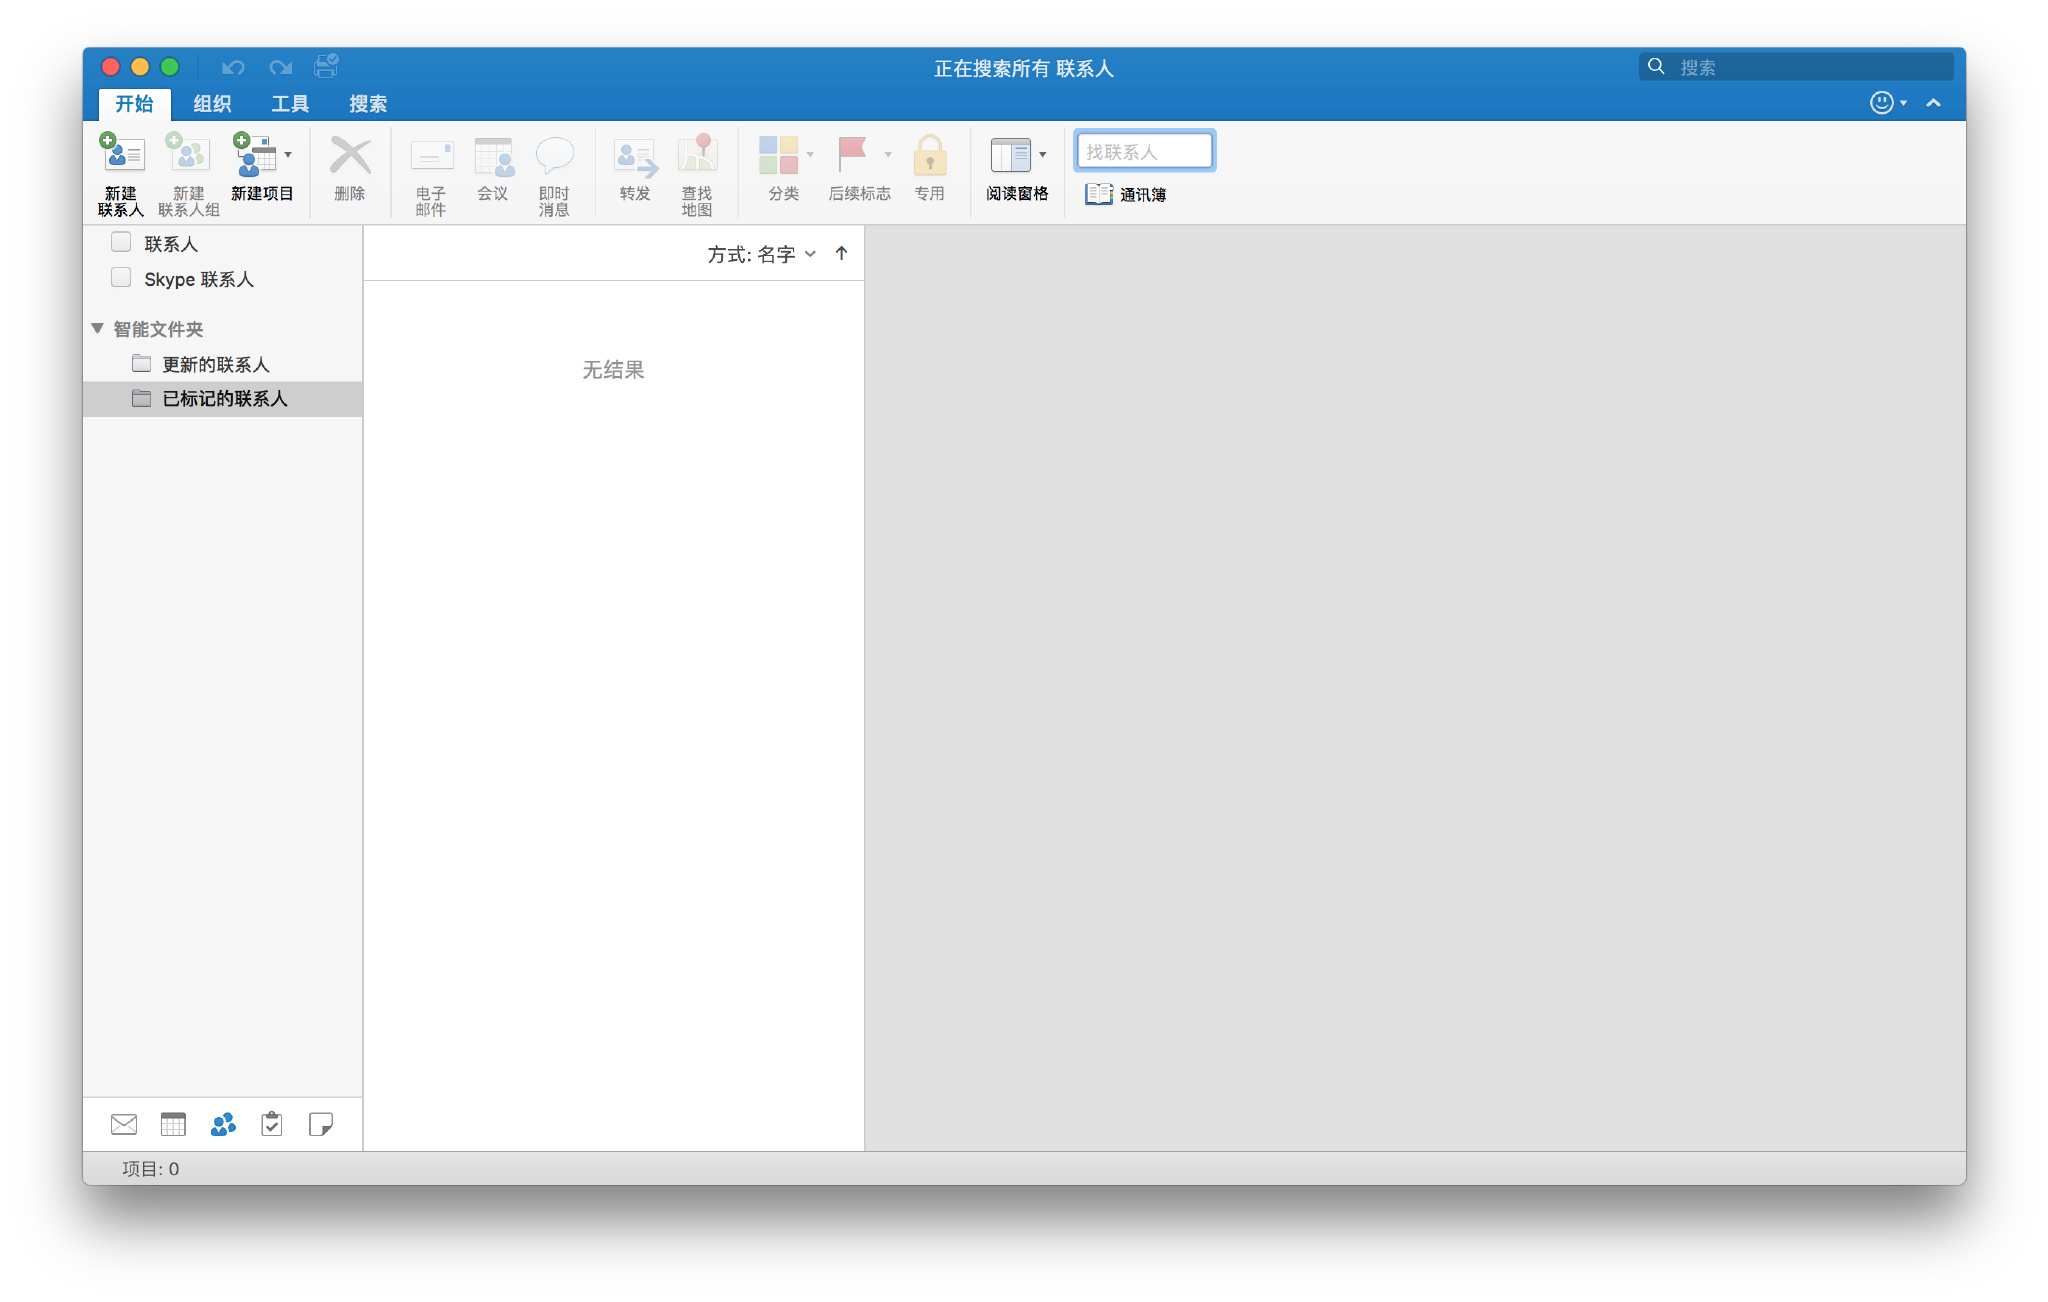 正在搜索所有 联系人
搜索
开始 组织 工具 搜索
新建
联系人
新建
联系人组
新建项目
删除
电子
邮件
会议
即时
消息
转发
查找
地图
分类
后续标志
专用
阅读窗格
找联系人
通讯簿
联系人
Skype 联系人
智能文件夹
更新的联系人
已标记的联系人
方式: 名字
无结果
项目: 0